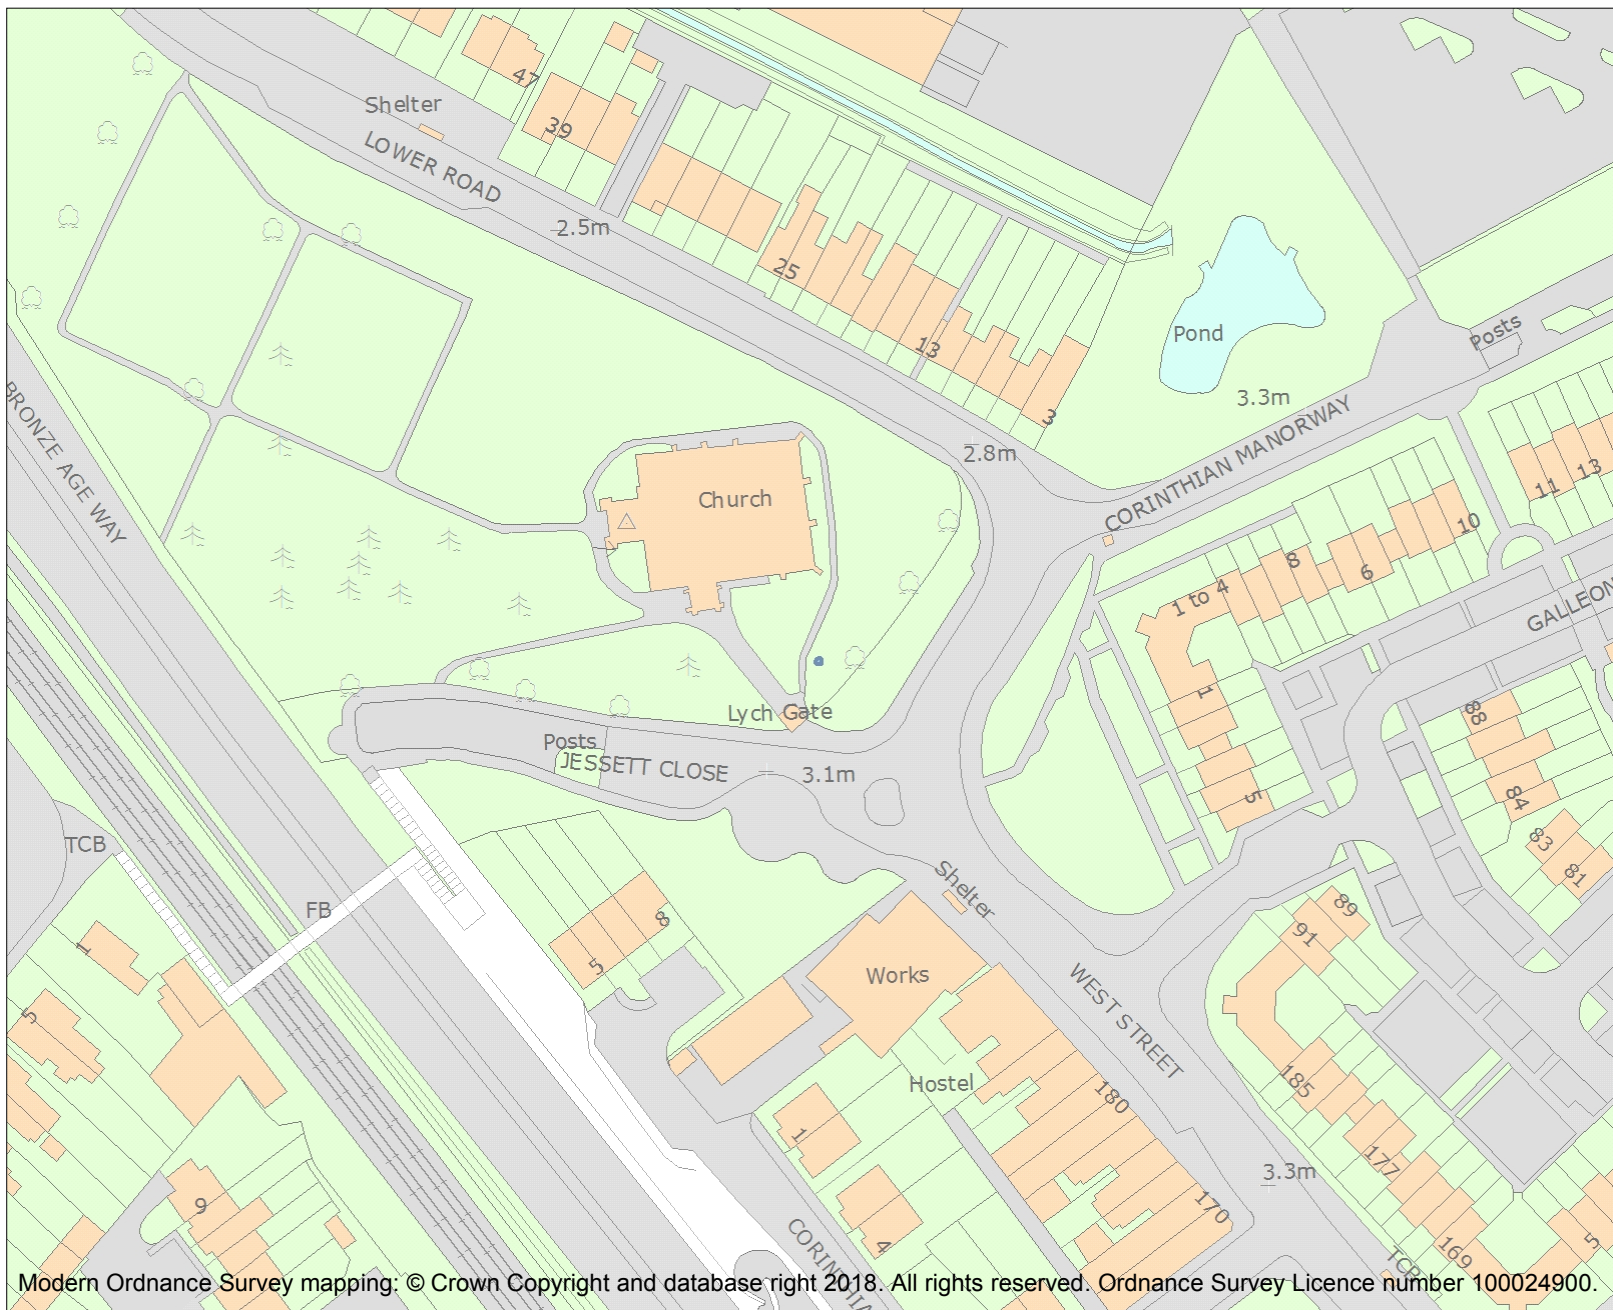 47
Shelter
39
LOWER ROAD
2.5m
25
13
3
Pond
Posts
3.3m
2.8m
CORINTHIAN MANORWAY
11
13
10
8
6
1 to 4
GALLEON
BRONZE AGE WAY
Church
1
5
88
84
83
81
Lych Gate
Posts
JESSETT CLOSE
3.1m
TCB
FB
1
5
8
5
Shelter
Works
89
91
WEST STREET
Hostel
180
185
177
170
169
3.3m
1
4
9
5
CORINTHIA
TCB
Modern Ordnance Survey mapping: © Crown Copyright and database right 2018. All rights reserved. Ordnance Survey Licence number 100024900.